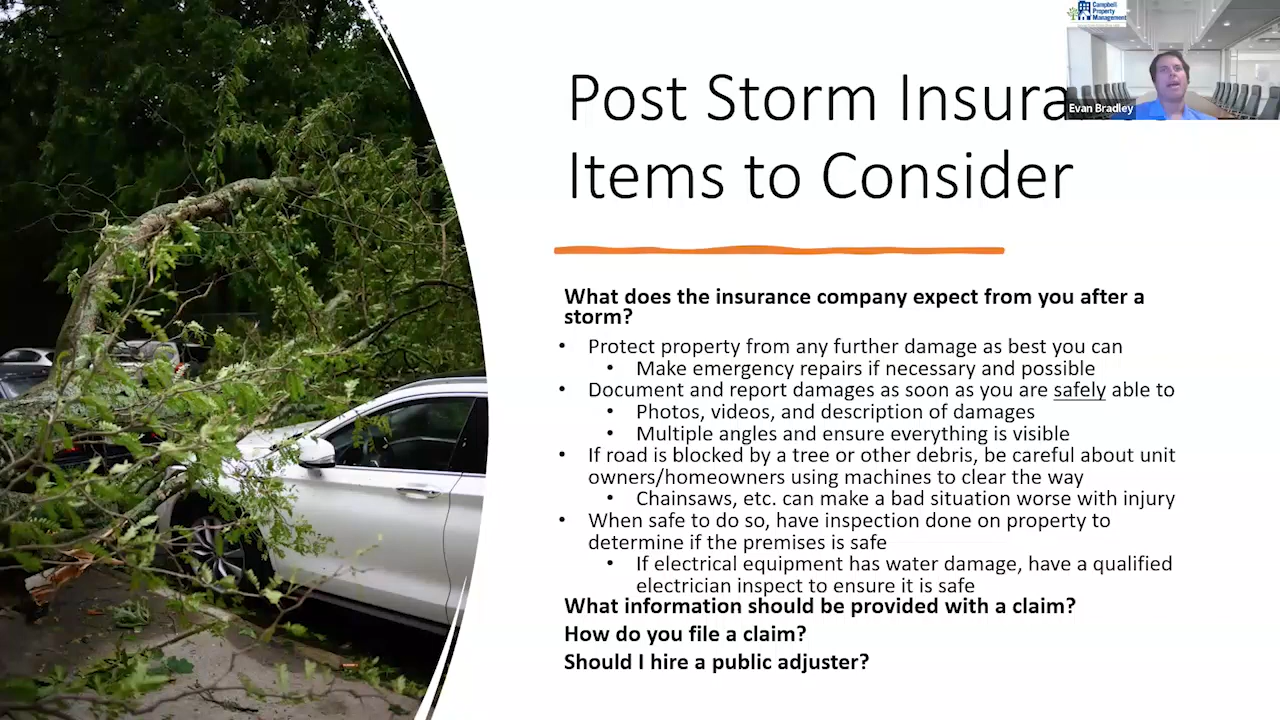 Campbell
Property
Management
Evan Bradley
Post Storm Insura
Items to Consider
What does the insurance company expect from you after a
storm?
• Protect property from any further damage as best you can
• Make emergency repairs if necessary and possible
• Document and report damages as soon as you are safely able to
• Photos, videos, and description of damages
• Multiple angles and ensure everything is visible
• If road is blocked by a tree or other debris, be careful about unit
owners/homeowners using machines to clear the way
• Chainsaws, etc. can make a bad situation worse with injury
• When safe to do so, have inspection done on property to
determine if the premises is safe
• If electrical equipment has water damage, have a qualified
electrician inspect to ensure it is safe
What information should be provided with a claim?
How do you file a claim?
Should I hire a public adjuster?